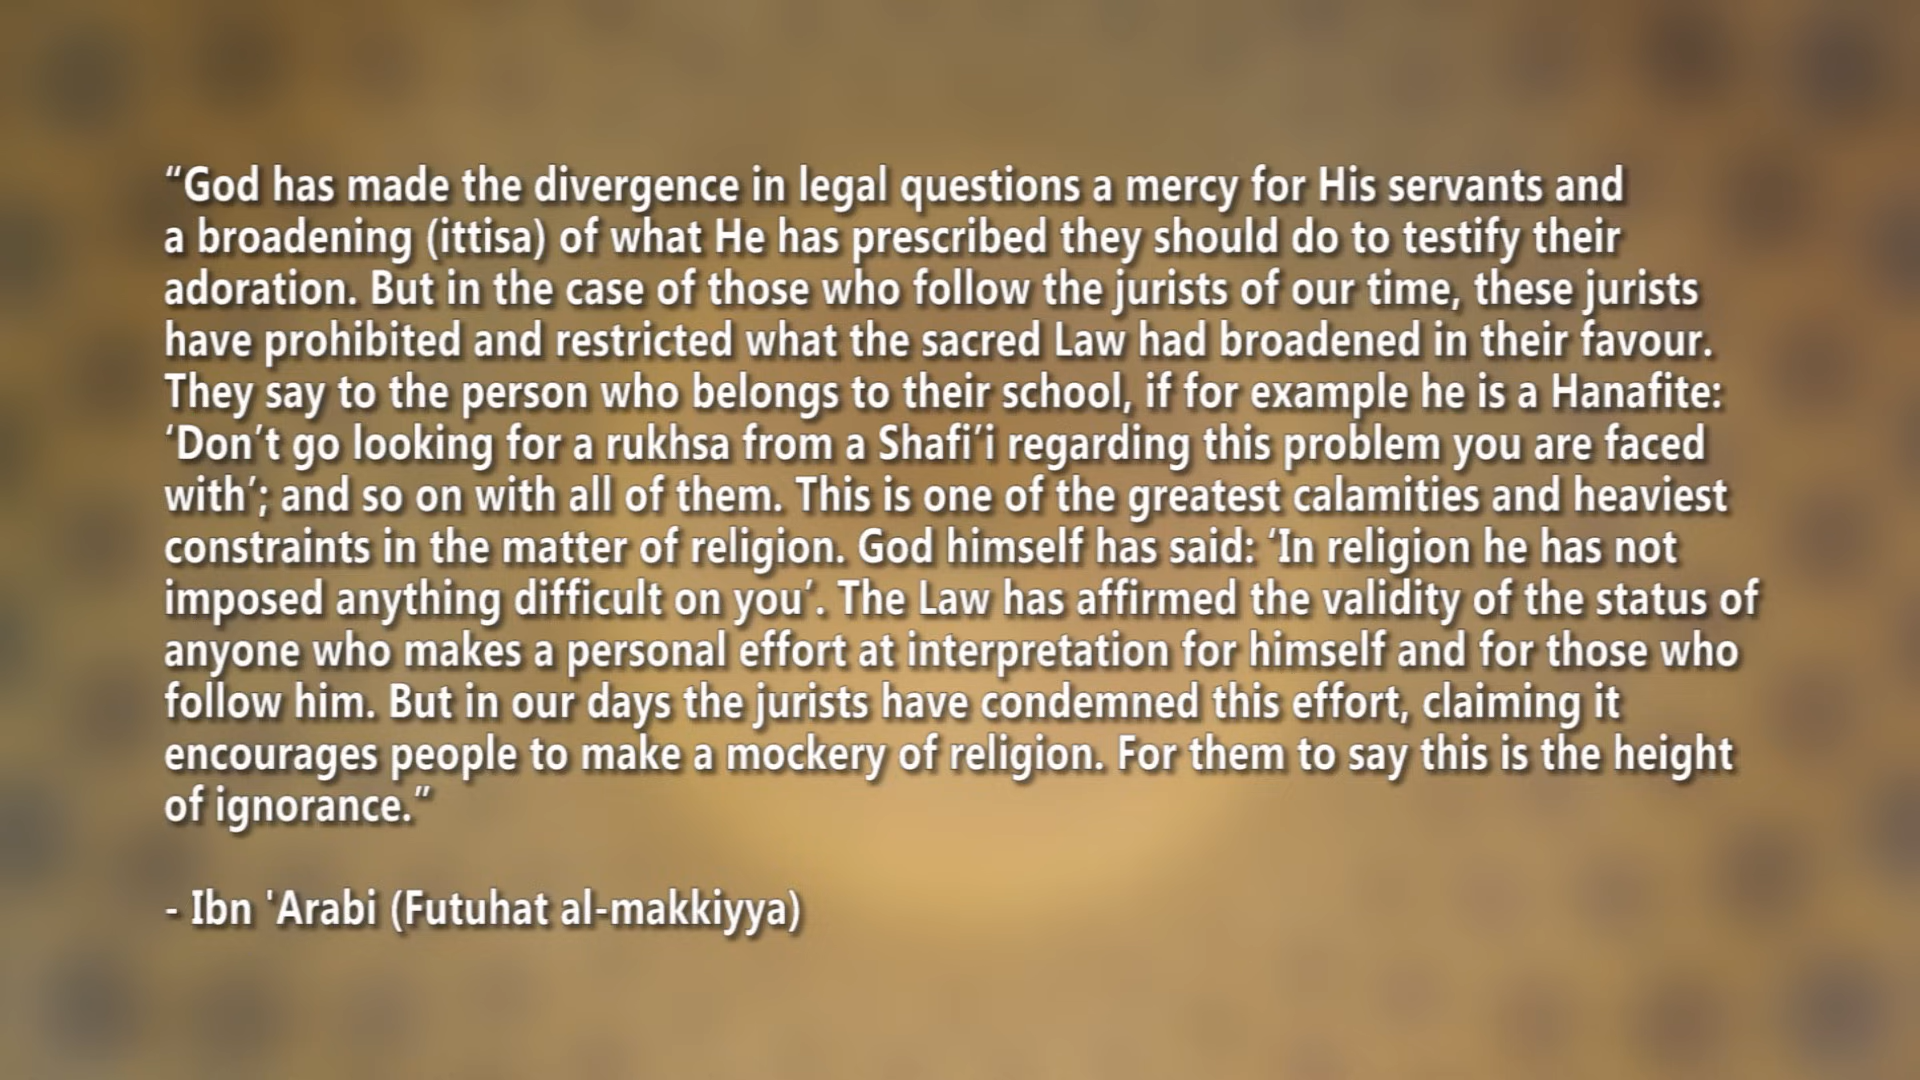 “God has made the divergence in legal questions a mercy for His servants and
a broadening (ittisa) of what He has prescribed they should do to testify their
adoration. But in the case of those who follow the jurists of our time, these jurists
have prohibited and restricted what the sacred Law had broadened in their favour.
They say to the person who belongs to their school, if for example he is a Hanafite:
‘Don’t go looking for a rukhsa from a Shafi’i regarding this problem you are faced
with’; and so on with all of them. This is one of the greatest calamities and heaviest
constraints in the matter of religion. God himself has said: ‘In religion he has not
imposed anything difficult on you’. The Law has affirmed the validity of the status of
anyone who makes a personal effort at interpretation for himself and for those who
follow him. But in our days the jurists have condemned this effort, claiming it
encourages people to make a mockery of religion. For them to say this is the height
of ignorance.”
- Ibn 'Arabi (Futuhat al-makkiyya)